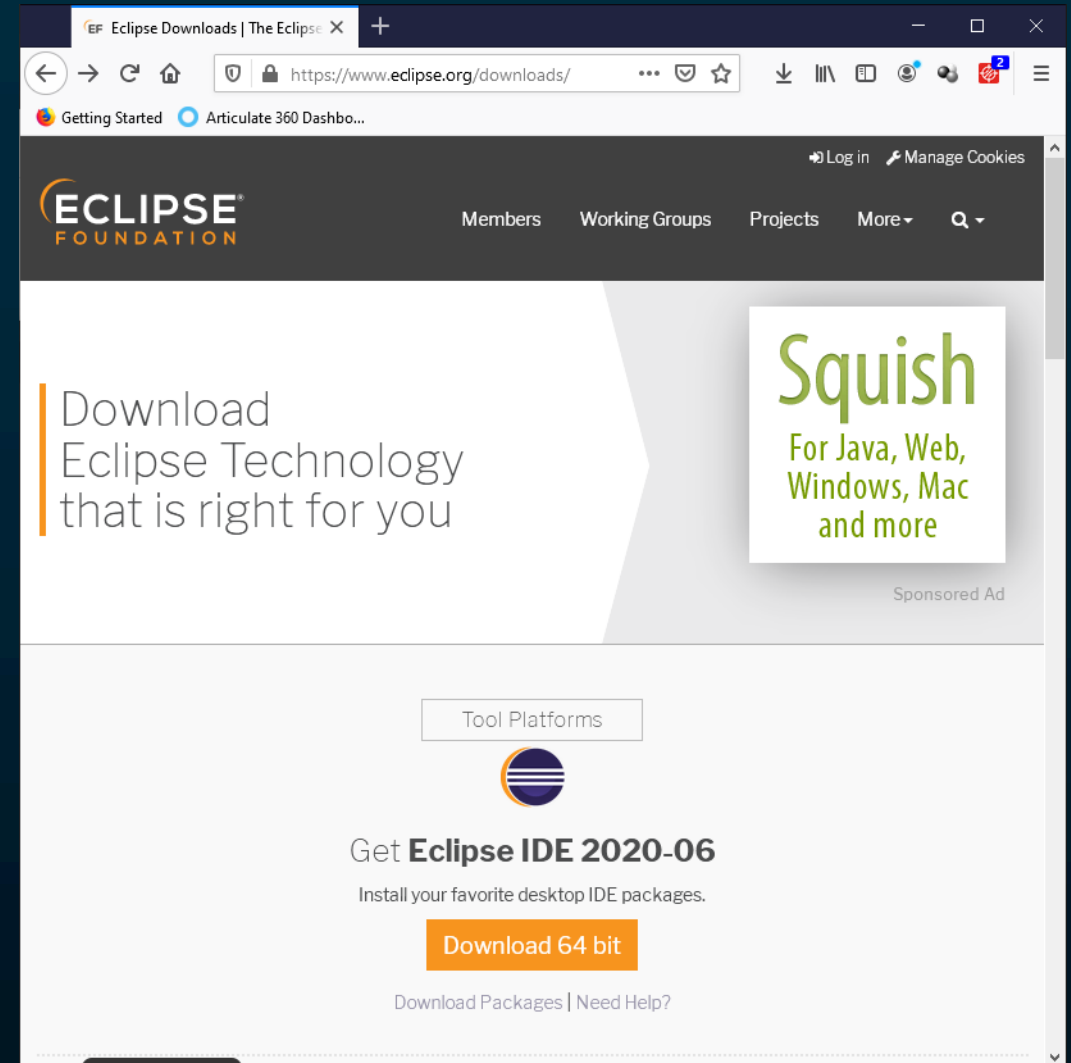 EF Eclipse Downloads | The Eclipse
https://www.eclipse.org/downloads/
2
Getting Started Articulate 360 Dashbo...
Log in Manage Cookies
ECLIPSE®
FOUNDATION
Members Working Groups Projects More
Download
Eclipse Technology
that is right for you
Squish
For Java, Web,
Windows, Mac
and more
Sponsored Ad
Tool Platforms
Get Eclipse IDE 2020-06
Install your favorite desktop IDE packages.
Download 64 bit
Download Packages | Need Help?